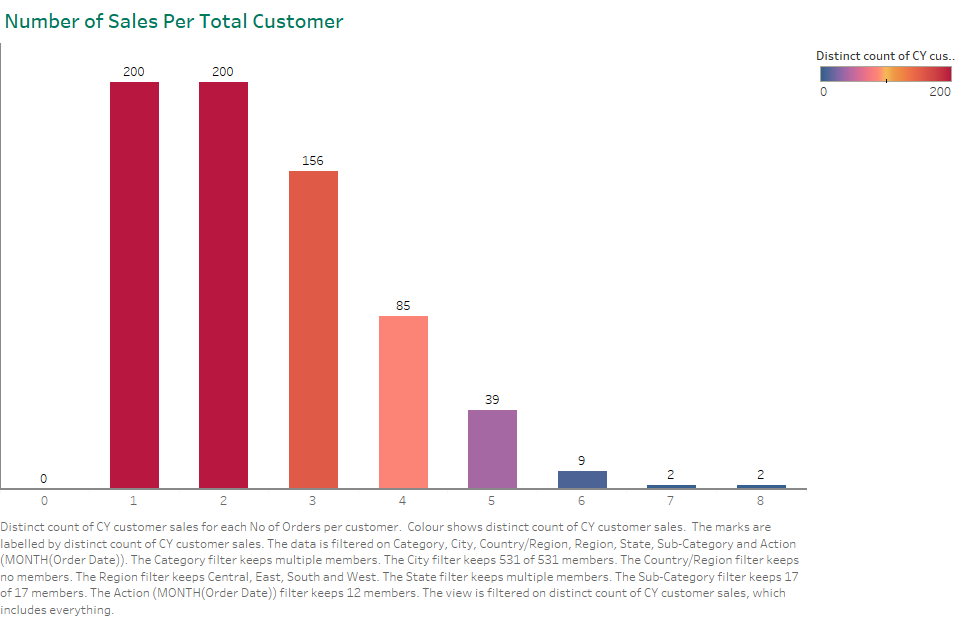 Number of Sales Per Total Customer
Distinct count of CY cus..
0 200
200 200
156
85
39
9
2 2
0
0 1 2 3 4 5 6 7 8
Distinct count of CY customer sales for each No of Orders per customer.  Colour shows distinct count of CY customer sales.  The marks are
labelled by distinct count of CY customer sales. The data is filtered on Category, City, Country/Region, Region, State, Sub-Category and Action
(MONTH(Order Date)). The Category filter keeps multiple members. The City filter keeps 531 of 531 members. The Country/Region filter keeps
no members. The Region filter keeps Central, East, South and West. The State filter keeps multiple members. The Sub-Category filter keeps 17
of 17 members. The Action (MONTH(Order Date)) filter keeps 12 members. The view is filtered on distinct count of CY customer sales, which
includes everything.